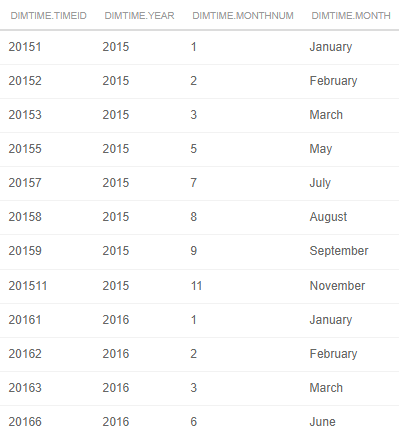 DIMTIME.TIMEID DIMTIME.YEAR DIMTIME.MONTHNUM DIMTIME.MONTH
20151 2015 1 January
20152 2015 2 February
20153 2015 3 March
20155 2015 5 May
20157 2015 7 July
20158 2015 8 August
20159 2015 9 September
201511 2015 11 November
20161 2016 1 January
20162 2016 2 February
20163 2016 3 March
20166 2016 6 June